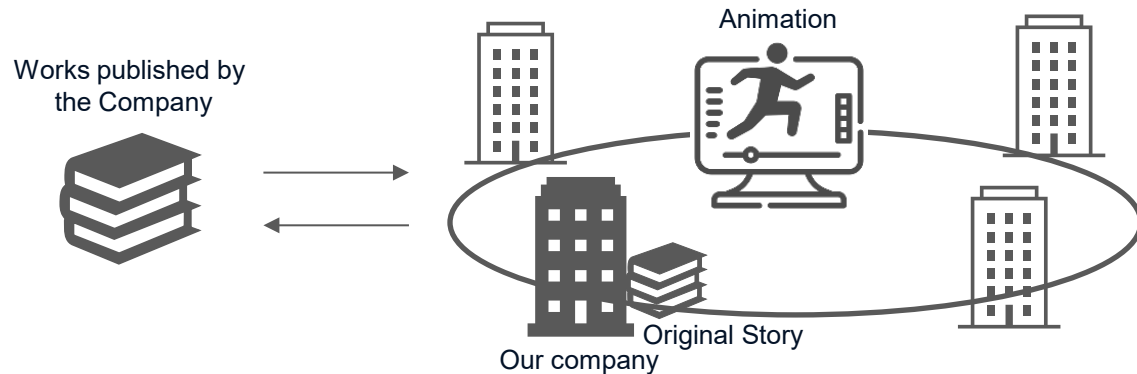 Works published by
the Company
Animation
Original Story
Our company